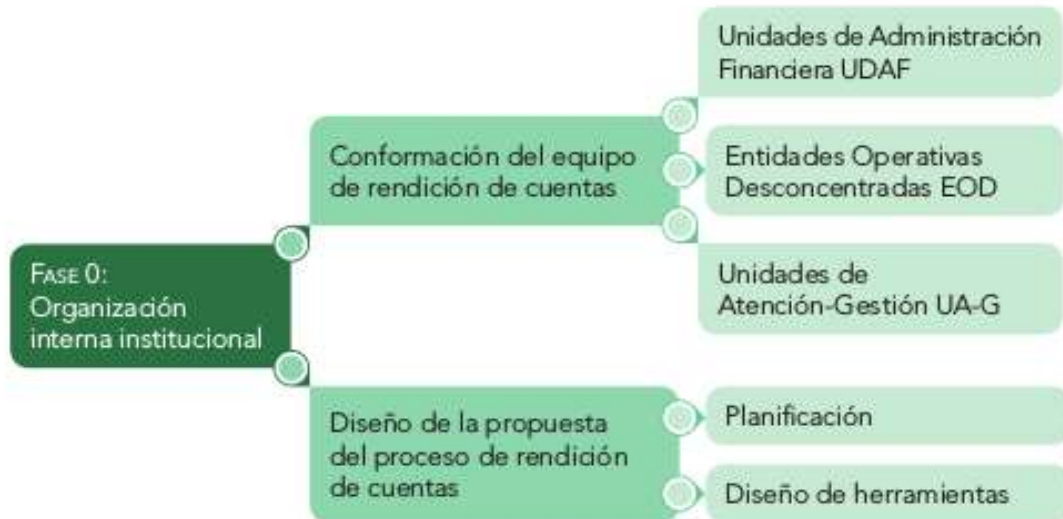 FASE 0:
Organización
interna institucional
Conformación del equipo
de rendición de cuentas
Unidades de Administración
Financiera UDAF
Entidades Operativas
Desconcentradas EOD
Unidades de
Atención-Gestión UA-G
Diseño de la propuesta
del proceso de rendición
de cuentas
Planificación
Diseño de herramientas